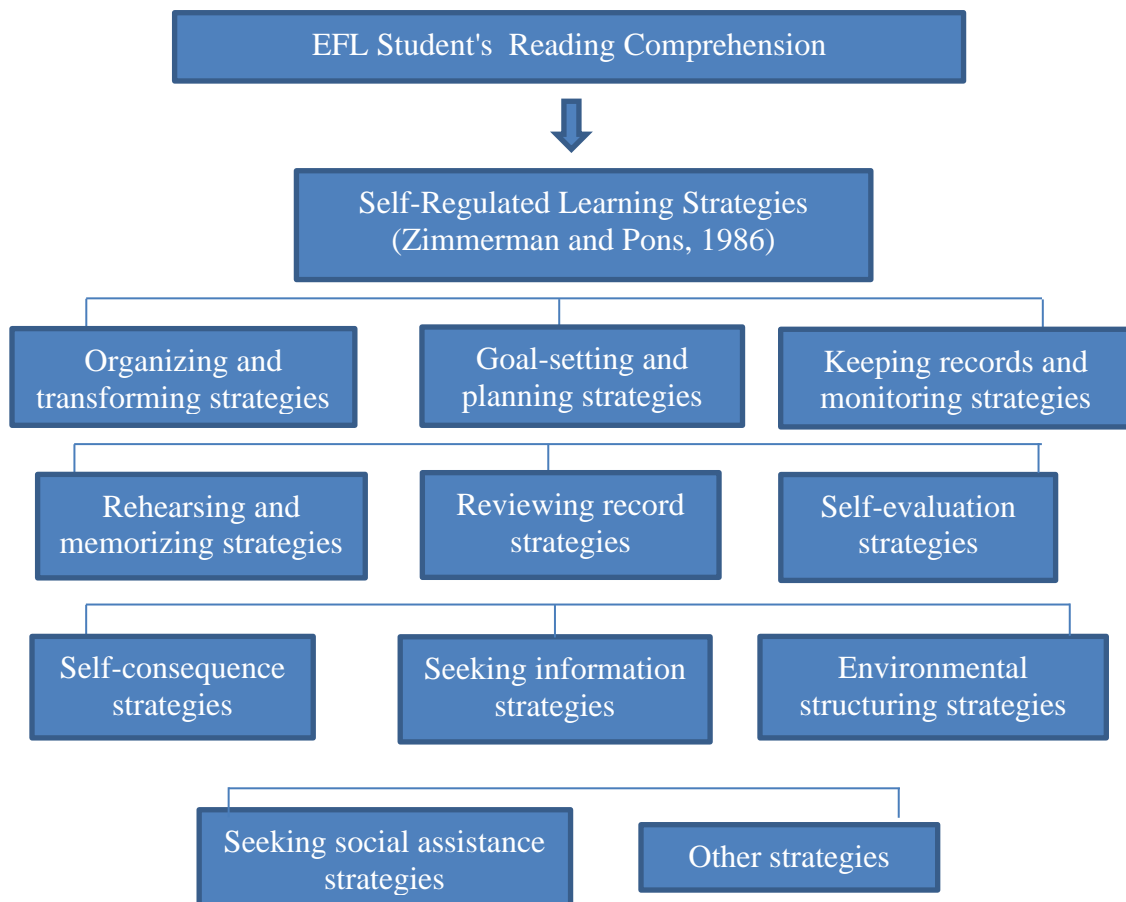 EFL Student's  Reading Comprehension
Self-Regulated Learning Strategies
(Zimmerman and Pons, 1986)
Organizing and
transforming strategies
Goal-setting and
planning strategies
Keeping records and
monitoring strategies
Rehearsing and
memorizing strategies
Reviewing record
strategies
Self-evaluation
strategies
Self-consequence
strategies
Seeking information
strategies
Environmental
structuring strategies
Seeking social assistance
strategies
Other strategies